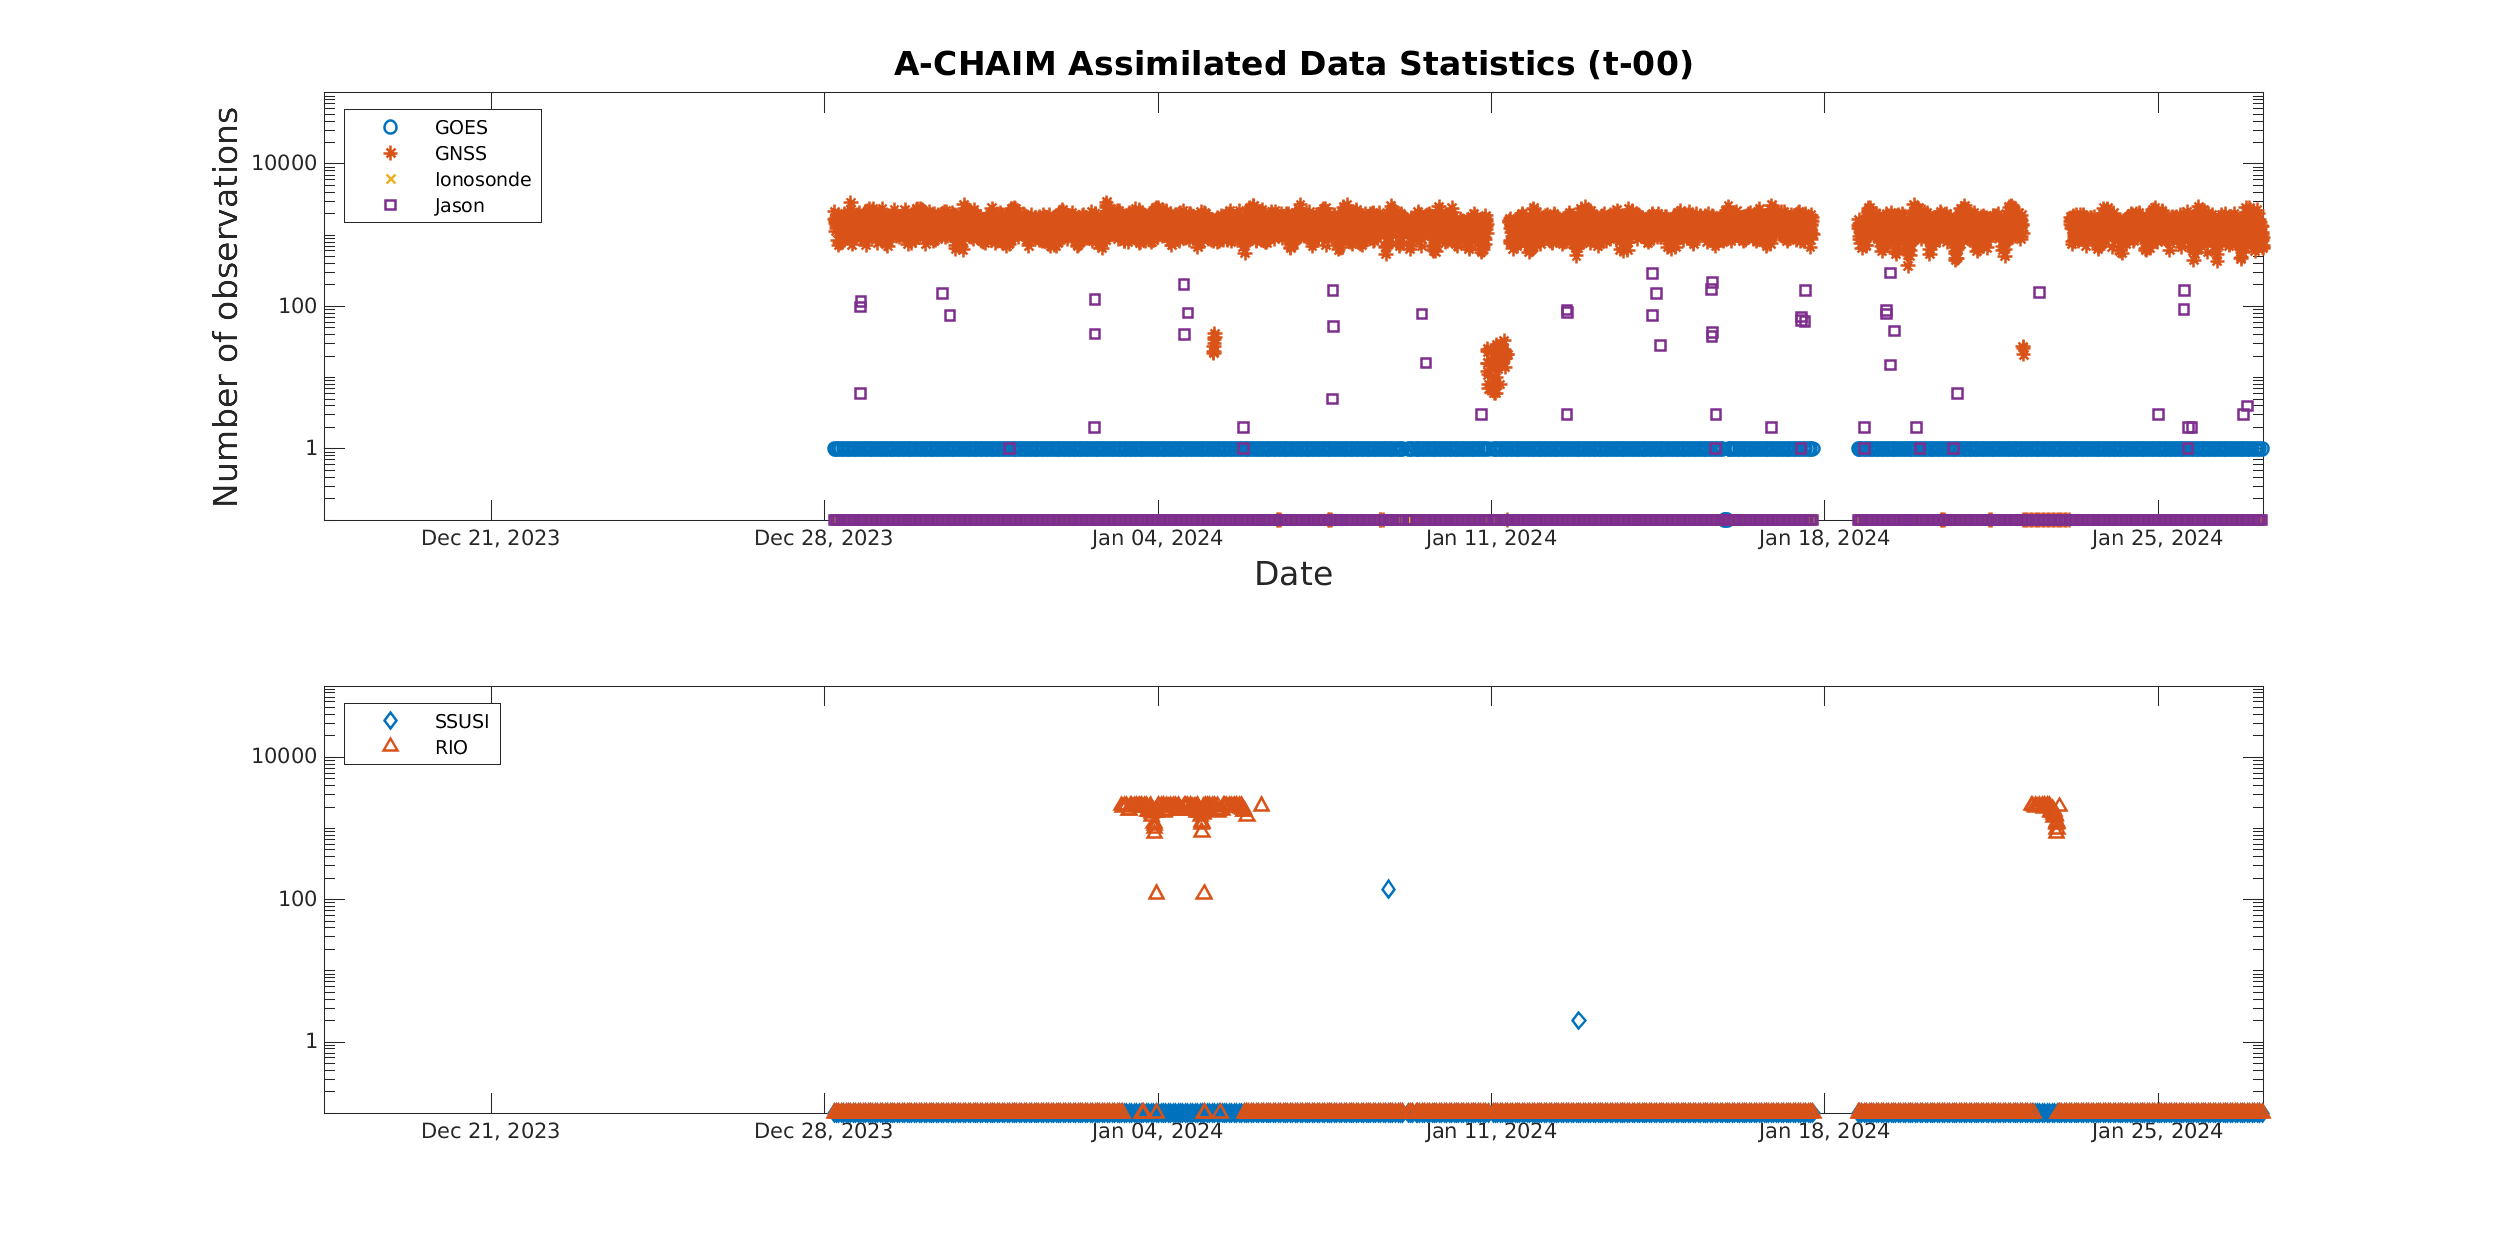 A-CHAIM Assimilated Data Statistics (t-00)
Number of observations
GOES
GNSS
Ionosonde
Jason
10000
100
1
Dec 21, 2023 Dec 28, 2023 Jan 04, 2024 Jan 11, 2024 Jan 18, 2024 Jan 25, 2024
Date
SSUSI
RIO
10000
100
1
Dec 21, 2023 Dec 28, 2023 Jan 04, 2024 Jan 11, 2024 Jan 18, 2024 Jan 25, 2024